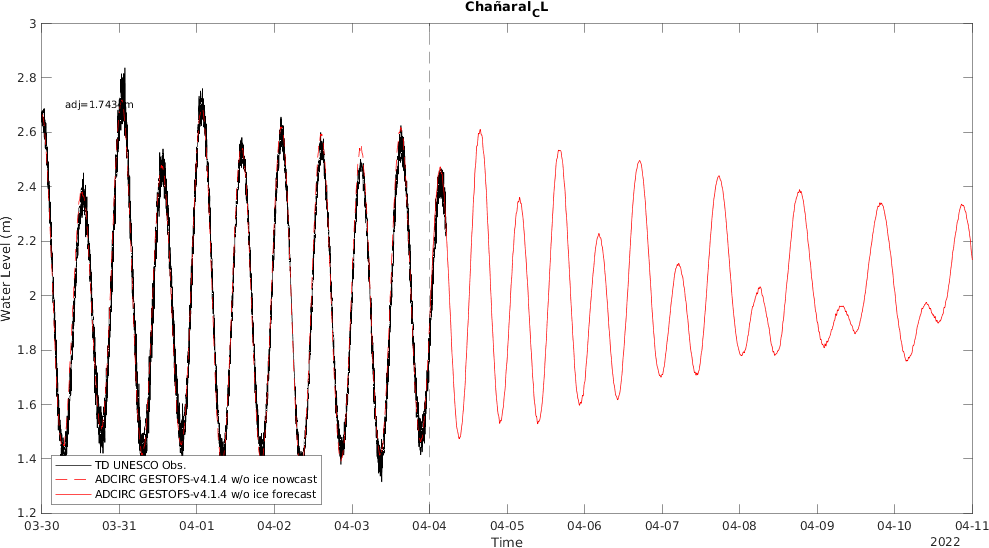 Chañaral_CL
3
2.8
2.6
2.4
2.2
2
1.8
1.6
1.4
1.2
Water Level (m)
adj=1.743 m
TD UNESCO Obs.
ADCIRC GESTOFS-v4.1.4 w/o ice nowcast
ADCIRC GESTOFS-v4.1.4 w/o ice forecast
03-30 03-31 04-01 04-02 04-03 04-04 04-05 04-06 04-07 04-08 04-09 04-10 04-11
Time
2022